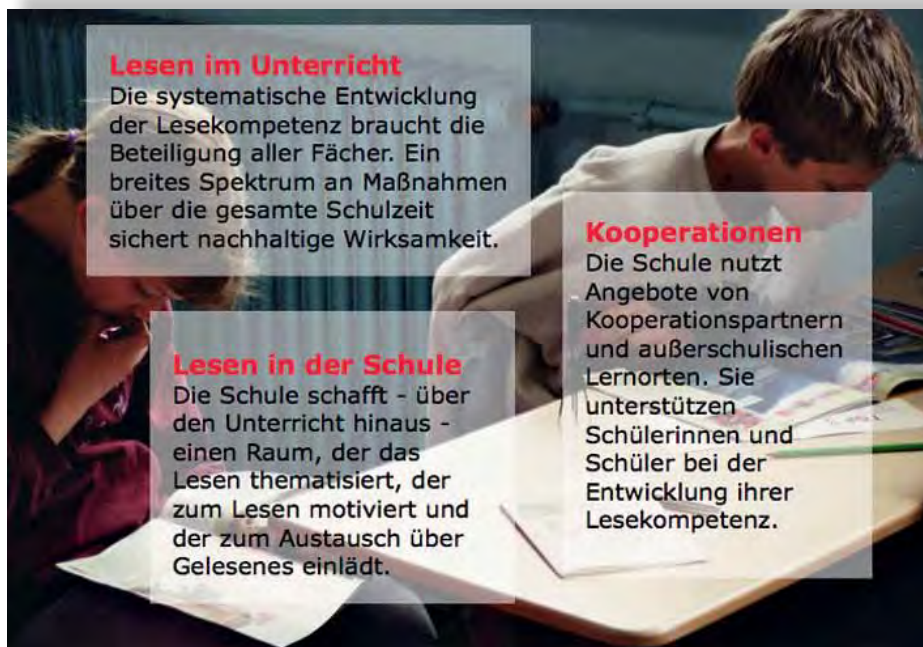 Lesen im Unterricht
Die systematische Entwicklung
der Lesekompetenz braucht die
Beteiligung aller Fächer. Ein
breites Spektrum an Maßnahmen
über die gesamte Schulzeit
sichert nachhaltige Wirksamkeit.
Lesen in der Schule
Die Schule schafft - über
den Unterricht hinaus -
einen Raum, der das
Lesen thematisiert, der
zum Lesen motiviert und
der zum Austausch über
Gelesenes einlädt.
Kooperationen
Die Schule nutzt
Angebote von
Kooperationspartnern
und außerschulischen
Lernorten. Sie
unterstützen
Schülerinnen und
Schüler bei der
Entwicklung ihrer
Lesekompetenz.